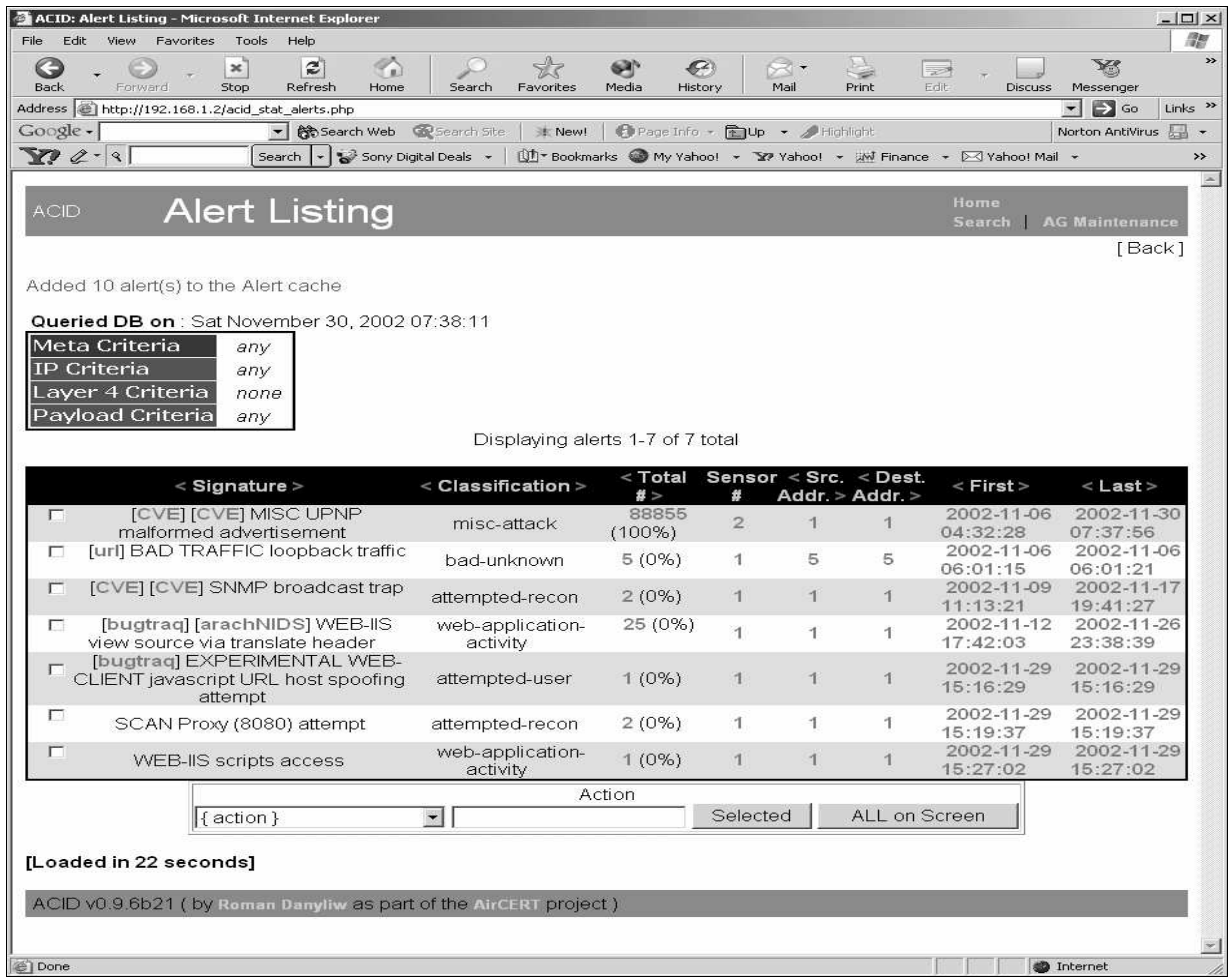 ACID: Alert Listing - Microsoft Internet Explorer
File Edit View Favorites Tools Help
Back Forward Stop Refresh Home Search Favorites Media History Mail Print Edit Discuss Messenger »
Address http://192.168.1.2/acid_stat_alerts.php Go Links »
Google Search Web Search Site New! Page Info Up Highlight Norton AntiVirus
Y? Search Sony Digital Deals Bookmarks My Yahoo! Yahoo! Finance Yahoo! Mail »
ACID Alert Listing
Home
Search | AG Maintenance
[ Back ]
Added 10 alert(s) to the Alert cache
Queried DB on : Sat November 30, 2002 07:38:11
Meta Criteria any
IP Criteria any
Layer 4 Criteria none
Payload Criteria any
Displaying alerts 1-7 of 7 total
< Signature > < Classification > < Total # > Sensor # < Src. Addr. > < Dest. Addr. > < First > < Last >
[CVE] [CVE] MISC UPNP malformed advertisement misc-attack 88855 (100%) 2 1 1 2002-11-06 04:32:28 2002-11-30 07:37:56
[url] BAD TRAFFIC loopback traffic bad-unknown 5 (0%) 1 5 5 2002-11-06 06:01:15 2002-11-06 06:01:21
[CVE] [CVE] SNMP broadcast trap attempted-recon 2 (0%) 1 1 1 2002-11-09 11:13:21 2002-11-17 19:41:27
[bugtraq] [arachNIDS] WEB-IIS view source via translate header web-application-activity 25 (0%) 1 1 1 2002-11-12 17:42:03 2002-11-26 23:38:39
[bugtraq] EXPERIMENTAL WEB-CLIENT javascript URL host spoofing attempt attempted-user 1 (0%) 1 1 1 2002-11-29 15:16:29 2002-11-29 15:16:29
SCAN Proxy (8080) attempt attempted-recon 2 (0%) 1 1 1 2002-11-29 15:19:37 2002-11-29 15:19:37
WEB-IIS scripts access web-application-activity 1 (0%) 1 1 1 2002-11-29 15:27:02 2002-11-29 15:27:02
Action
{ action } Selected ALL on Screen
[Loaded in 22 seconds]
ACID v0.9.6b21 ( by Roman Danyliw as part of the AirCERT project )
Done Internet